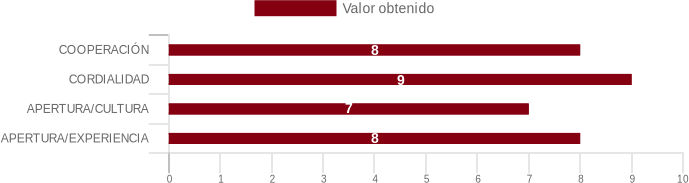 Valor obtenido
COOPERACIÓN 8
CORDIALIDAD 9
APERTURA/CULTURA 7
APERTURA/EXPERIENCIA 8
0 1 2 3 4 5 6 7 8 9 10